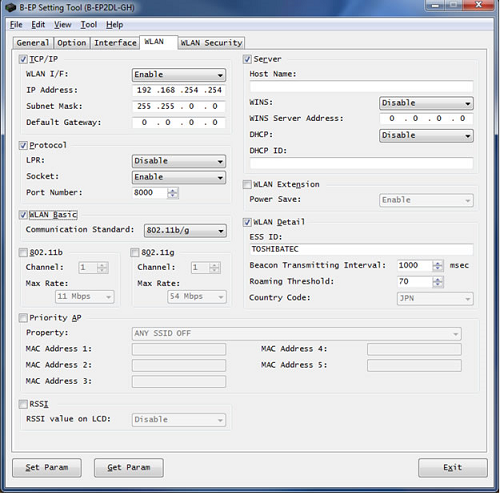 B-EP Setting Tool (B-EP2DL-GH)
File Edit View Tool Help
General Option Interface WLAN WLAN Security
TCP/IP
WLAN I/F: Enable
IP Address: 192 .168 .254 .254
Subnet Mask: 255 .255 . 0 . 0
Default Gateway: 0 . 0 . 0 . 0
Protocol
LPR: Disable
Socket: Enable
Port Number: 8000
WLAN Basic
Communication Standard: 802.11b/g
802.11b
Channel: 1
Max Rate:
11 Mbps
802.11g
Channel: 1
Max Rate:
54 Mbps
Server
Host Name:
WINS: Disable
WINS Server Address: 0 . 0 . 0 . 0
DHCP: Disable
DHCP ID:
WLAN Extension
Power Save: Enable
WLAN Detail
ESS ID:
TOSHIBATEC
Beacon Transmitting Interval: 1000 msec
Roaming Threshold: 70
Country Code: JPN
Priority AP
Property: ANY SSID OFF
MAC Address 1:
MAC Address 2:
MAC Address 3:
MAC Address 4:
MAC Address 5:
RSSI
RSSI value on LCD: Disable
Set Param Get Param Exit